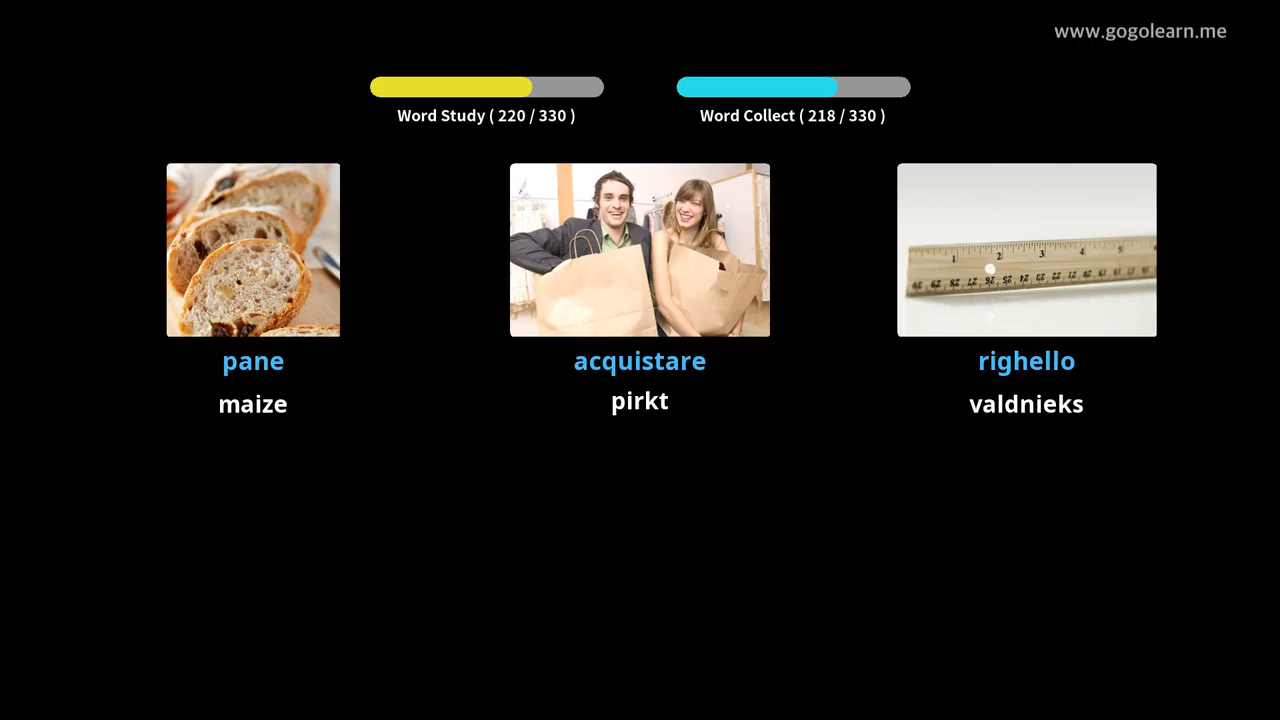 www.gogolearn.me
Word Study ( 220 / 330 )
Word Collect ( 218 / 330 )
pane
acquistare
righello
maize
pirkt
valdnieks